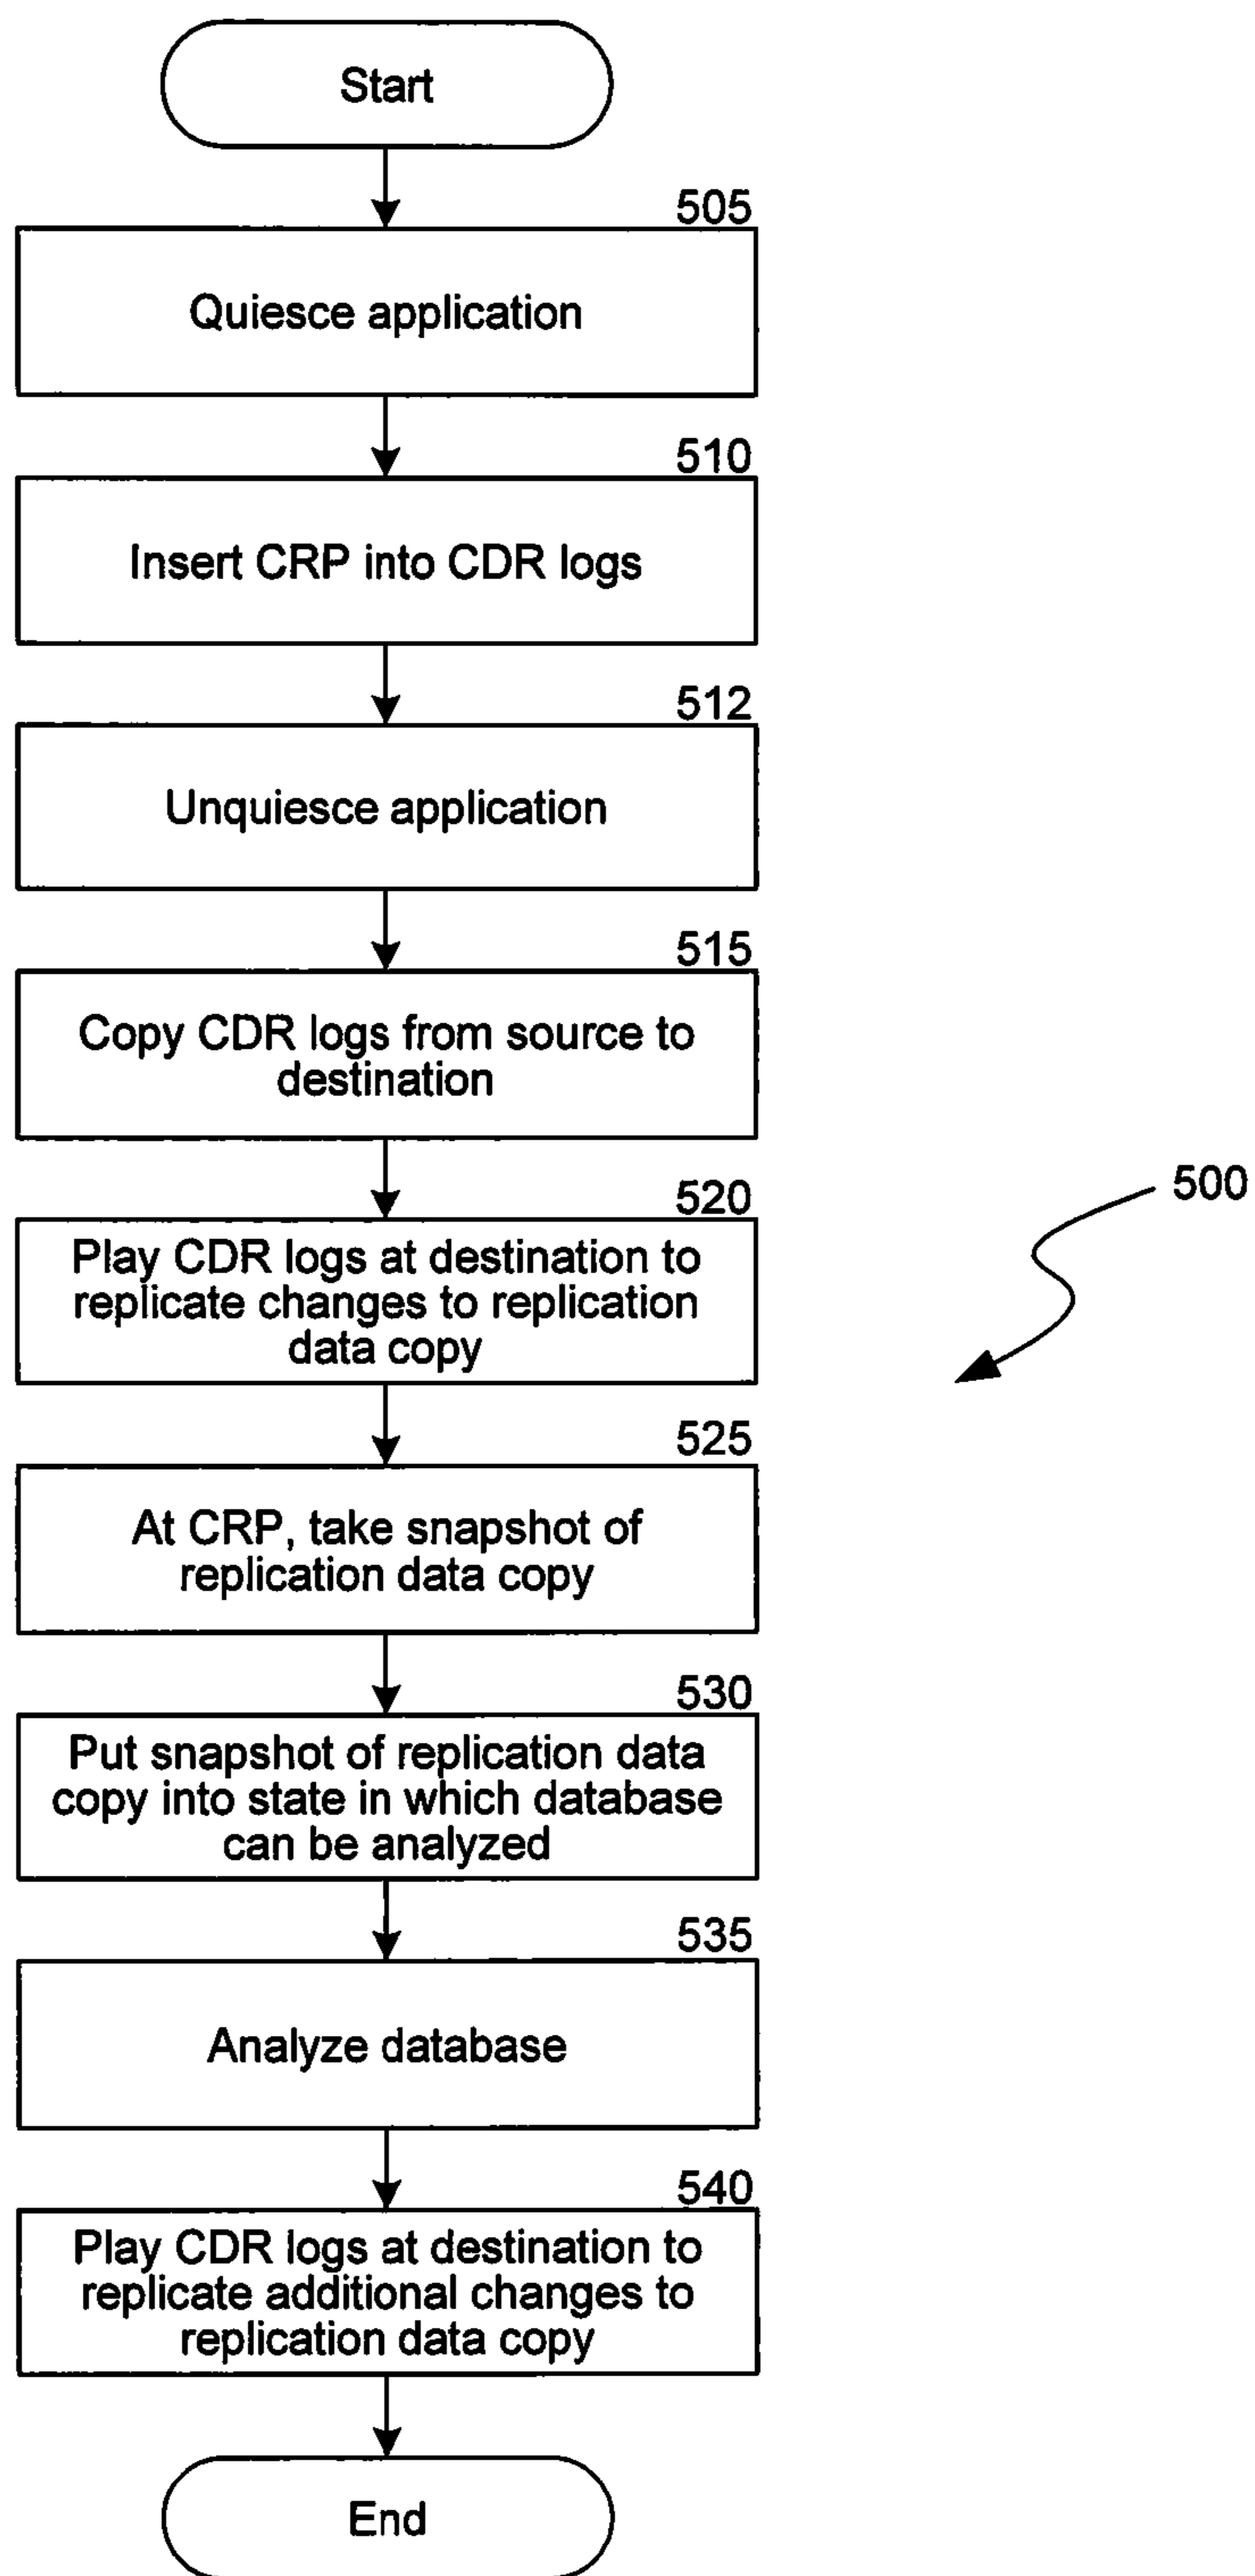 Start
505
Quiesce application
510
Insert CRP into CDR logs
512
Unquiesce application
515
Copy CDR logs from source to
destination
520
Play CDR logs at destination to
replicate changes to replication
data copy
500
525
At CRP, take snapshot of
replication data copy
530
Put snapshot of replication data
copy into state in which database
can be analyzed
535
Analyze database
540
Play CDR logs at destination to
replicate additional changes to
replication data copy
End